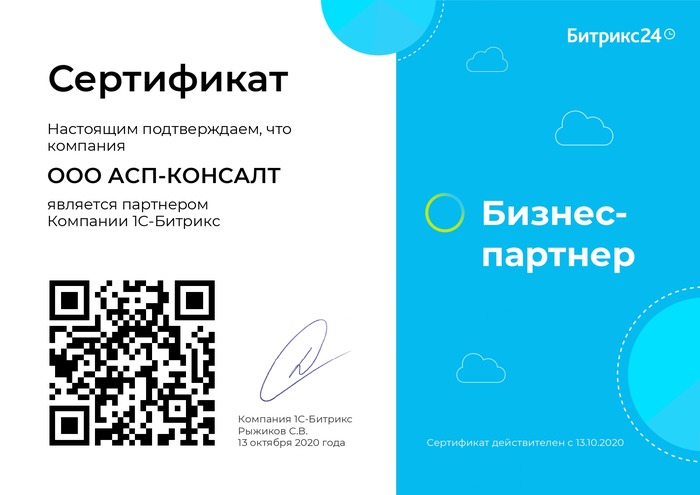 Сертификат
Настоящим подтверждаем, что
компания
ООО АСП-КОНСАЛТ
является партнером
Компании 1С-Битрикс
Компания 1С-Битрикс
Рыжиков С.В.
13 октября 2020 года
Битрикс24
Бизнес-
партнер
Сертификат действителен с 13.10.2020